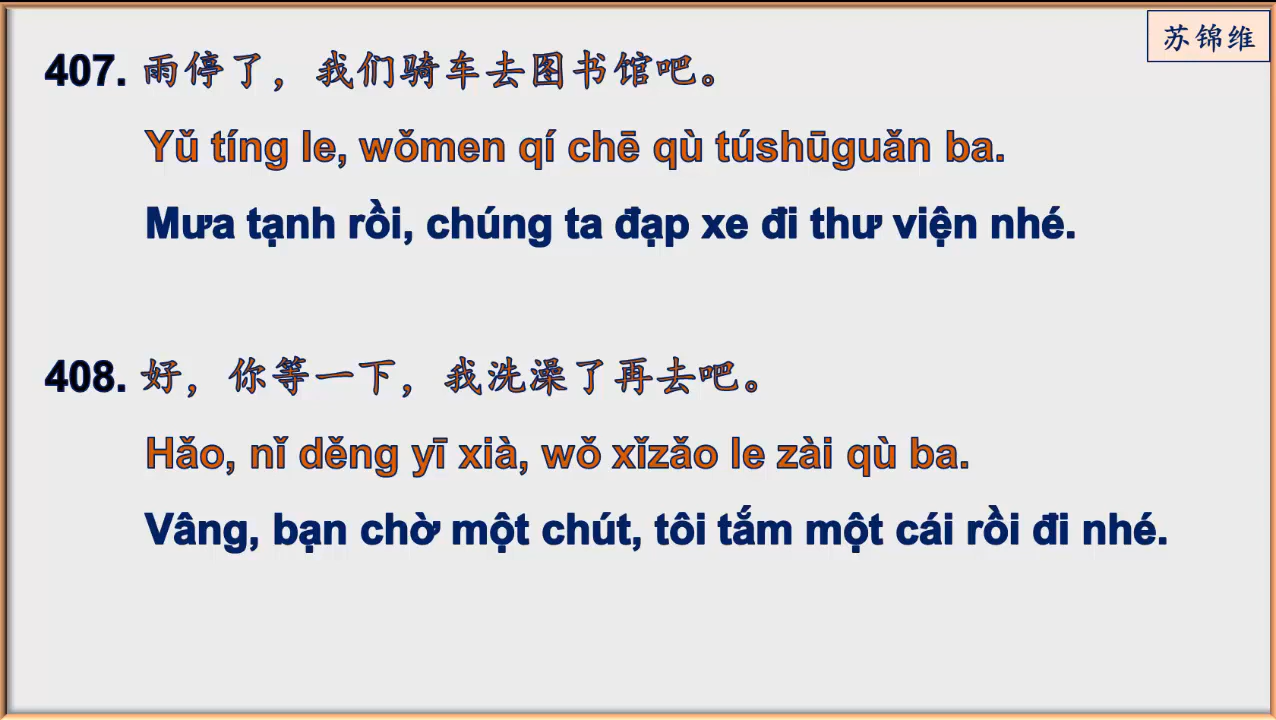 苏锦维
407. 雨停了，我们骑车去图书馆吧。
Yǔ tíng le, wǒmen qí chē qù túshūguǎn ba.
Mưa tạnh rồi, chúng ta đạp xe đi thư viện nhé.
408. 好，你等一下，我洗澡了再去吧。
Hǎo, nǐ děng yī xià, wǒ xǐzǎo le zài qù ba.
Vâng, bạn chờ một chút, tôi tắm một cái rồi đi nhé.